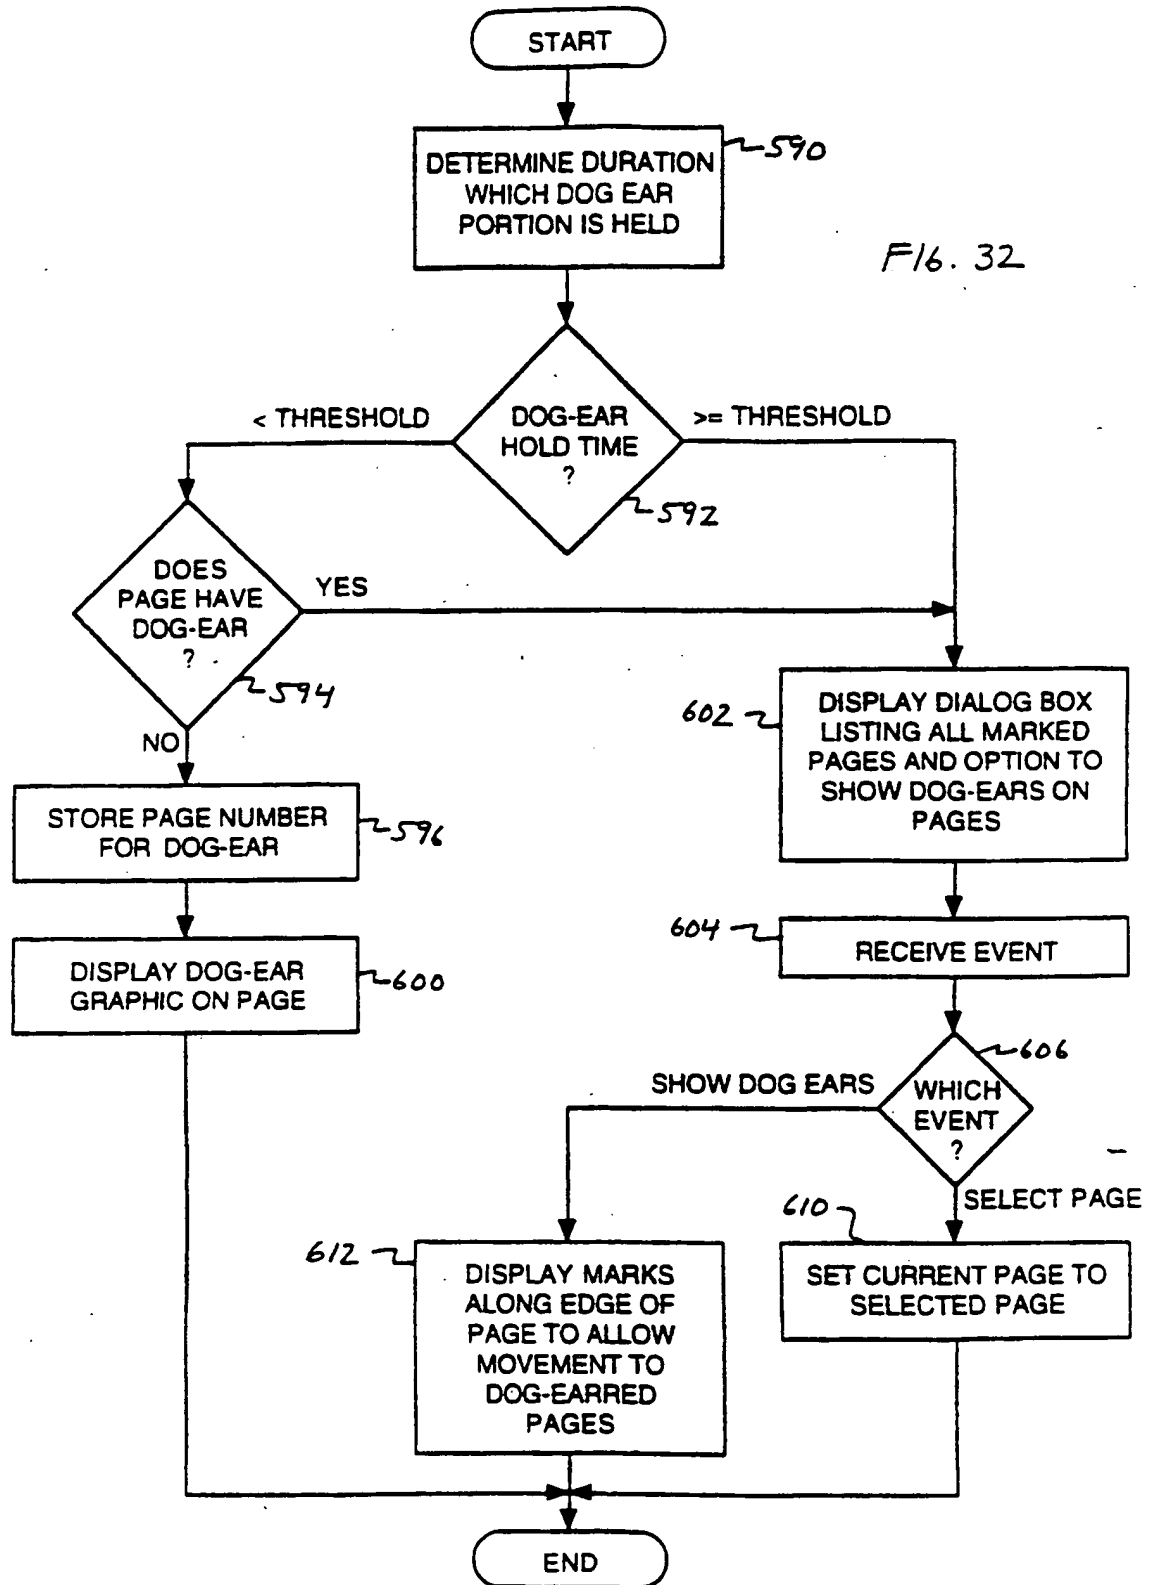 START
DETERMINE DURATION
WHICH DOG EAR
PORTION IS HELD
590
FIG. 32
< THRESHOLD
DOG-EAR
HOLD TIME
?
>= THRESHOLD
592
DOES
PAGE HAVE
DOG-EAR
?
YES
594
NO
602
DISPLAY DIALOG BOX
LISTING ALL MARKED
PAGES AND OPTION TO
SHOW DOG-EARS ON
PAGES
STORE PAGE NUMBER
FOR DOG-EAR
596
604
RECEIVE EVENT
DISPLAY DOG-EAR
GRAPHIC ON PAGE
600
606
SHOW DOG EARS
WHICH
EVENT
?
SELECT PAGE
610
612
DISPLAY MARKS
ALONG EDGE OF
PAGE TO ALLOW
MOVEMENT TO
DOG-EARRED
PAGES
SET CURRENT PAGE TO
SELECTED PAGE
END